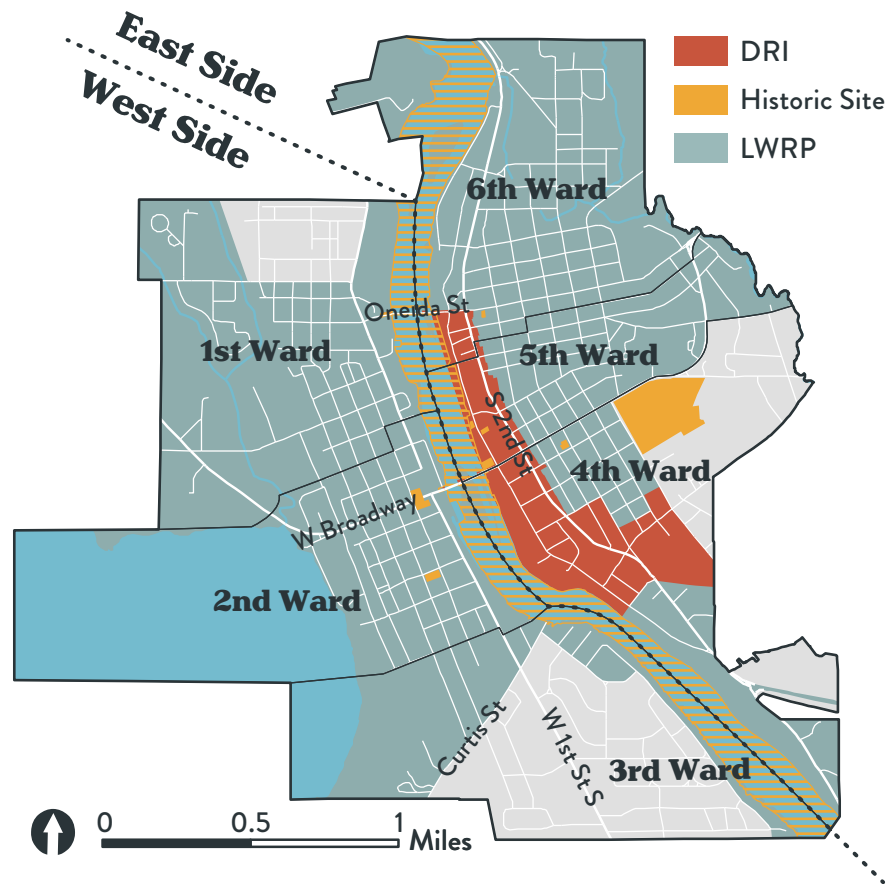 East Side
West Side
DRI
Historic Site
LWRP
6th Ward
Oneida St
1st Ward
5th Ward
S 2nd St
4th Ward
W Broadway
2nd Ward
Curtis St
W 1st St S
3rd Ward
0 0.5 1
Miles